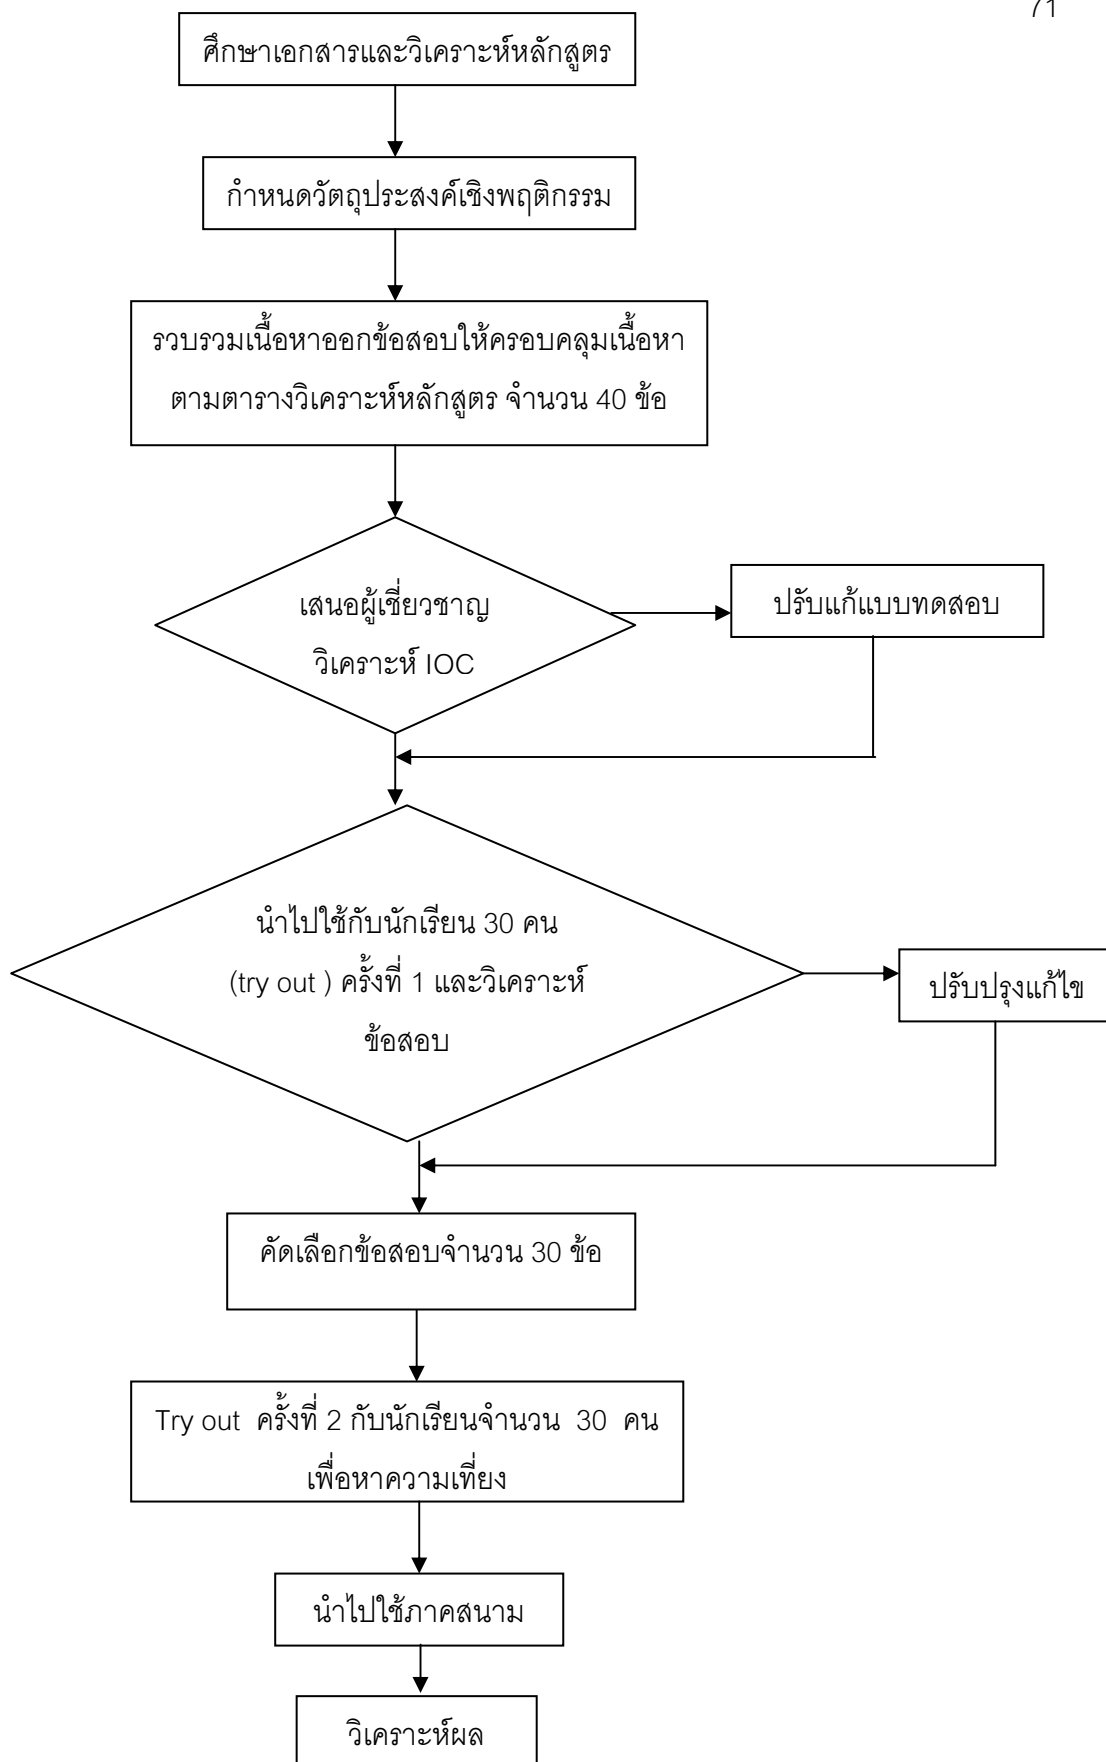 71
ศึกษาเอกสารและวิเคราะห์หลักสูตร
กำหนดวัตถุประสงค์เชิงพฤติกรรม
รวบรวมเนื้อหาออกข้อสอบให้ครอบคลุมเนื้อหา
ตามตารางวิเคราะห์หลักสูตร จำนวน 40 ข้อ
เสนอผู้เชี่ยวชาญ
วิเคราะห์ IOC
ปรับแก้แบบทดสอบ
นำไปใช้กับนักเรียน 30 คน
(try out ) ครั้งที่ 1 และวิเคราะห์
ข้อสอบ
ปรับปรุงแก้ไข
คัดเลือกข้อสอบจำนวน 30 ข้อ
Try out ครั้งที่ 2 กับนักเรียนจำนวน 30 คน
เพื่อหาความเที่ยง
นำไปใช้ภาคสนาม
วิเคราะห์ผล